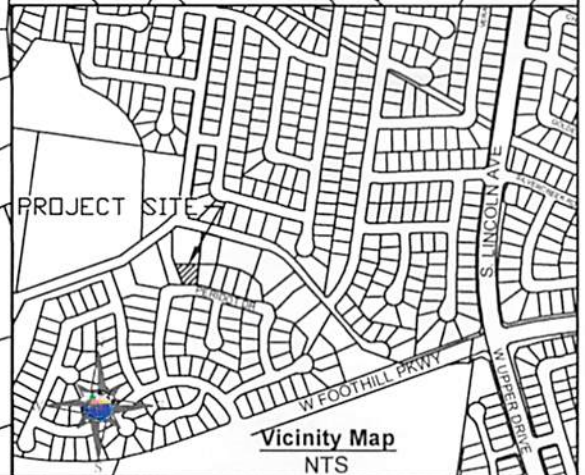 PROJECT SITE
S. LINCOLN AVE
W FOOTHILL PKWY
W UPPER DRIVE
Vicinity Map
NTS
S